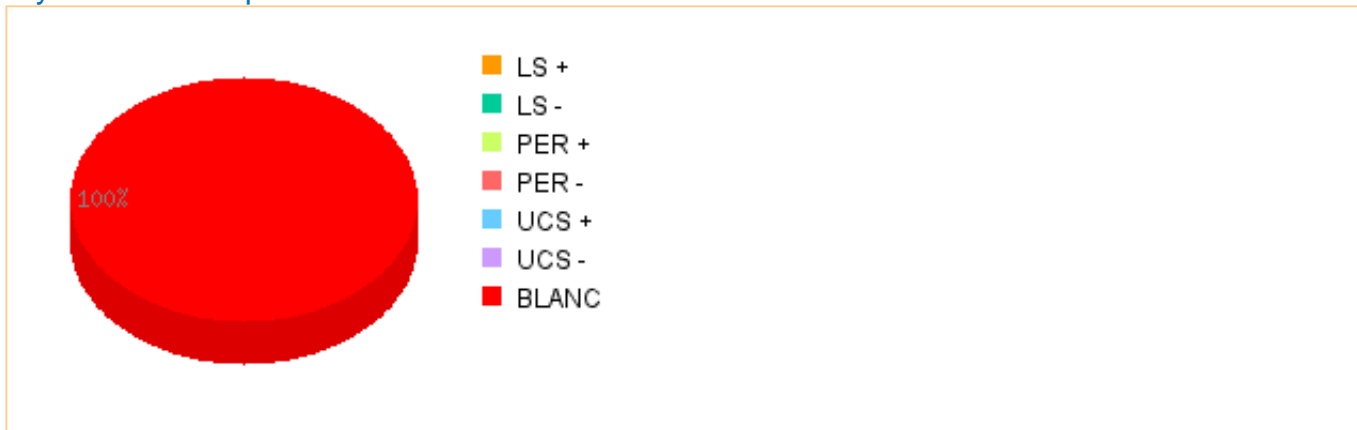 100%
LS +
LS -
PER +
PER -
UCS +
UCS -
BLANC